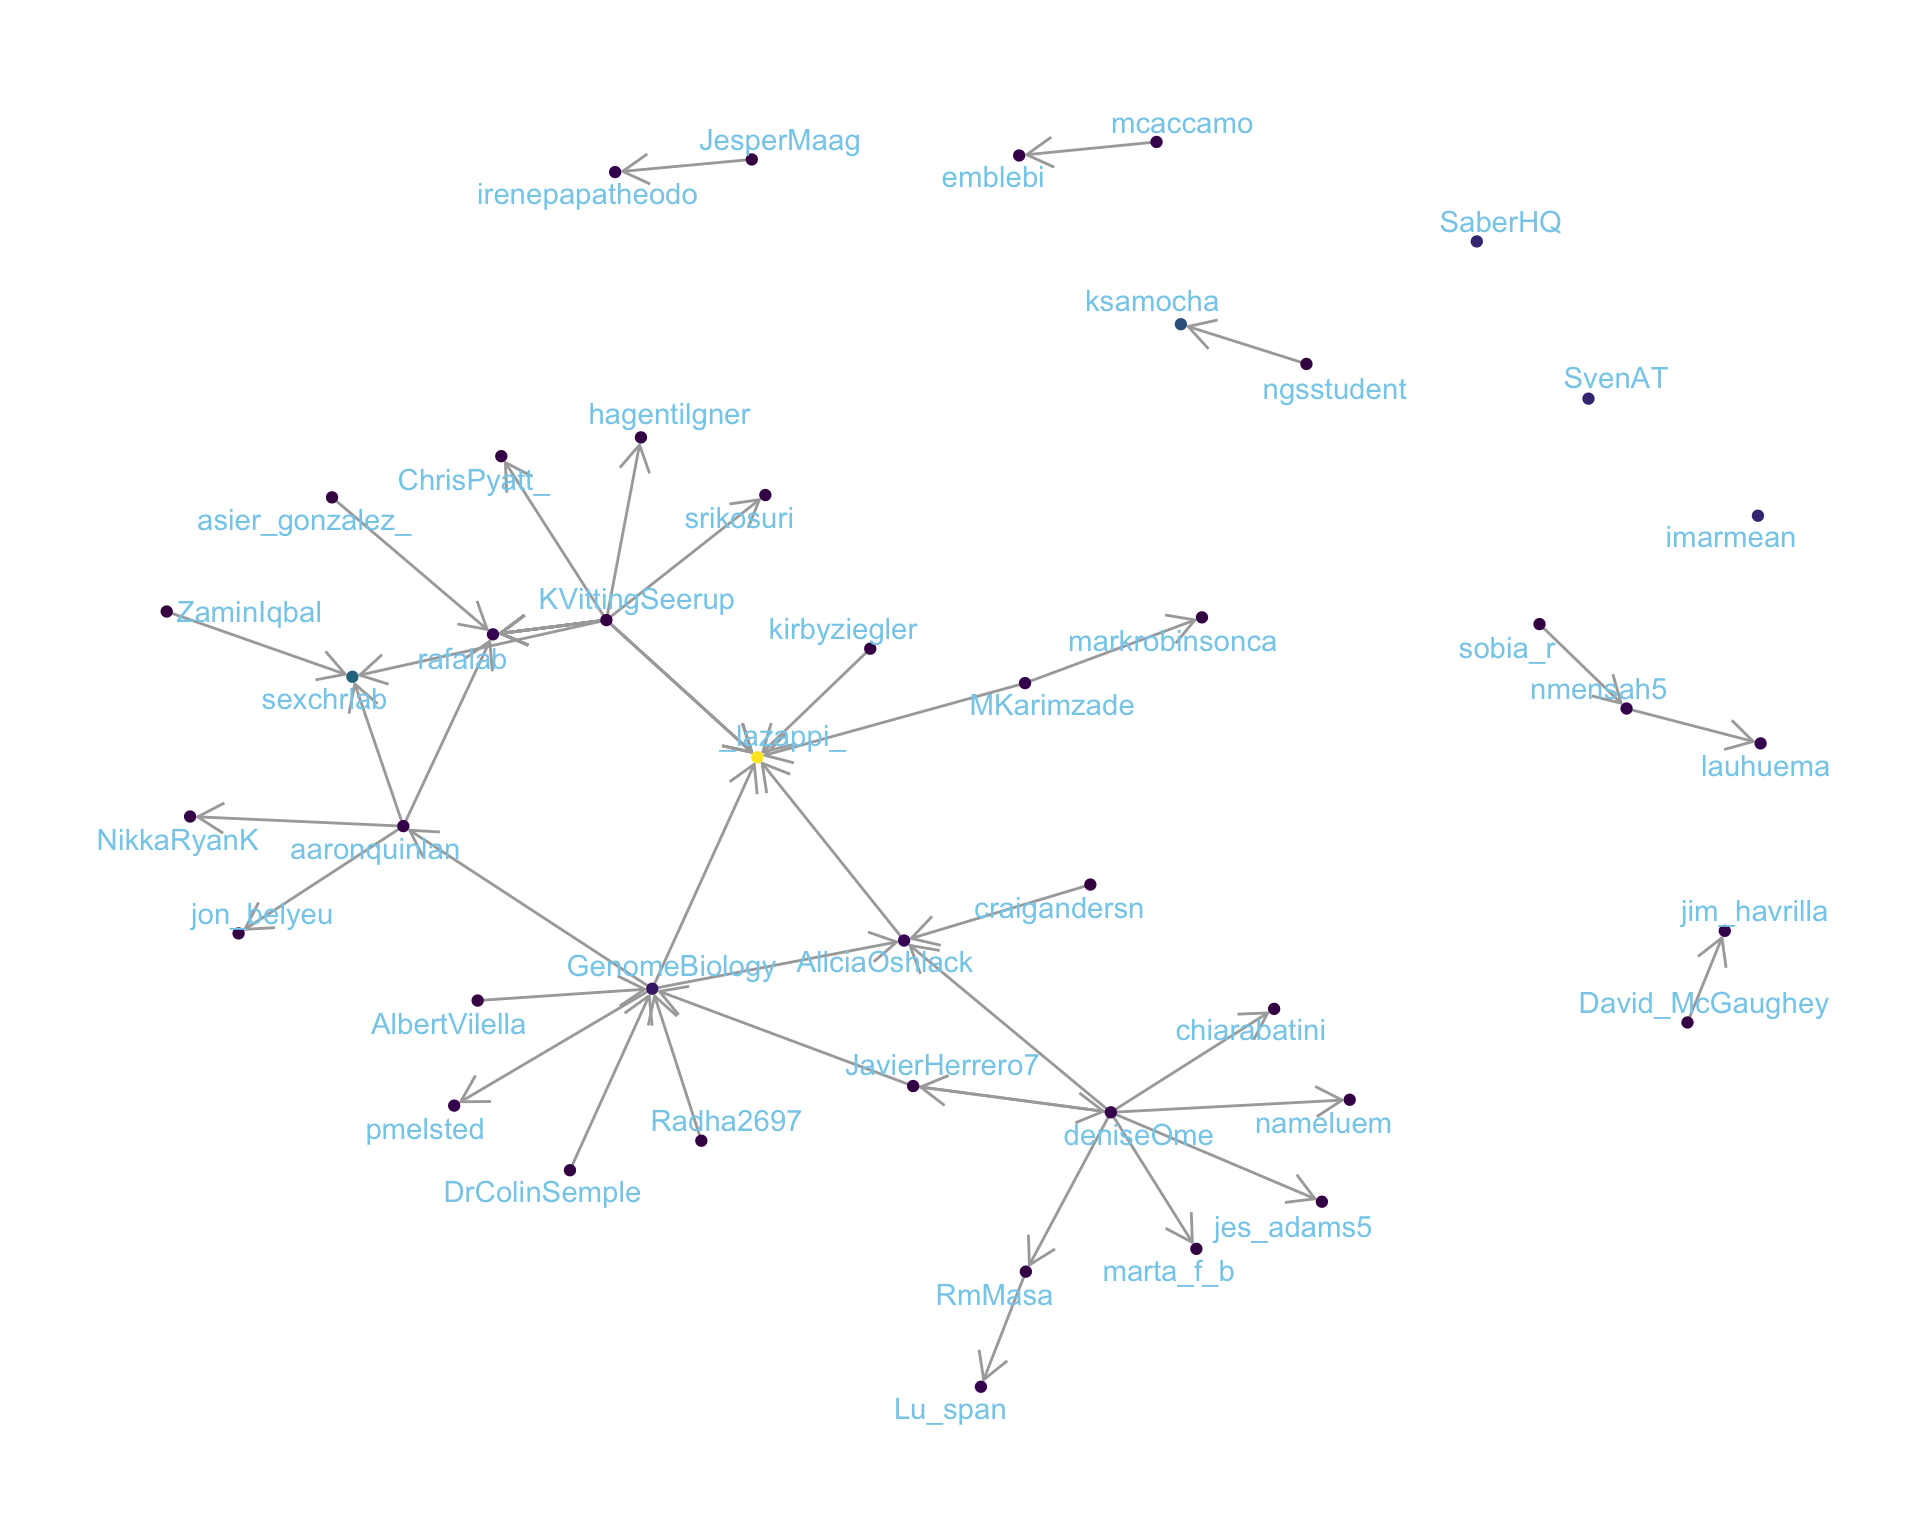 mcaccamo
JesperMaag
emblebi
irenepapatheodo
SaberHQ
ksamocha
SvenAT
ngsstudent
hagentilgner
ChrisPyatt_
srikosuri
asier_gonzalez_
imarmean
KVittingSeerup
ZaminIqbal
kirbyziegler
markrobinsonca
sobia_r
rafalab
nmensah5
sexchrlab
MKarimzade
_lazappi_
lauhuema
NikkaRyanK
aaronquinlan
craigandersn
jim_havrilla
jon_belyeu
AliciaOshlack
GenomeBiology
David_McGaughey
AlbertVilella
chiarabatini
JavierHerrero7
Radha2697
nameluem
pmelsted
deniseOme
DrColinSemple
jes_adams5
marta_f_b
RmMasa
Lu_span